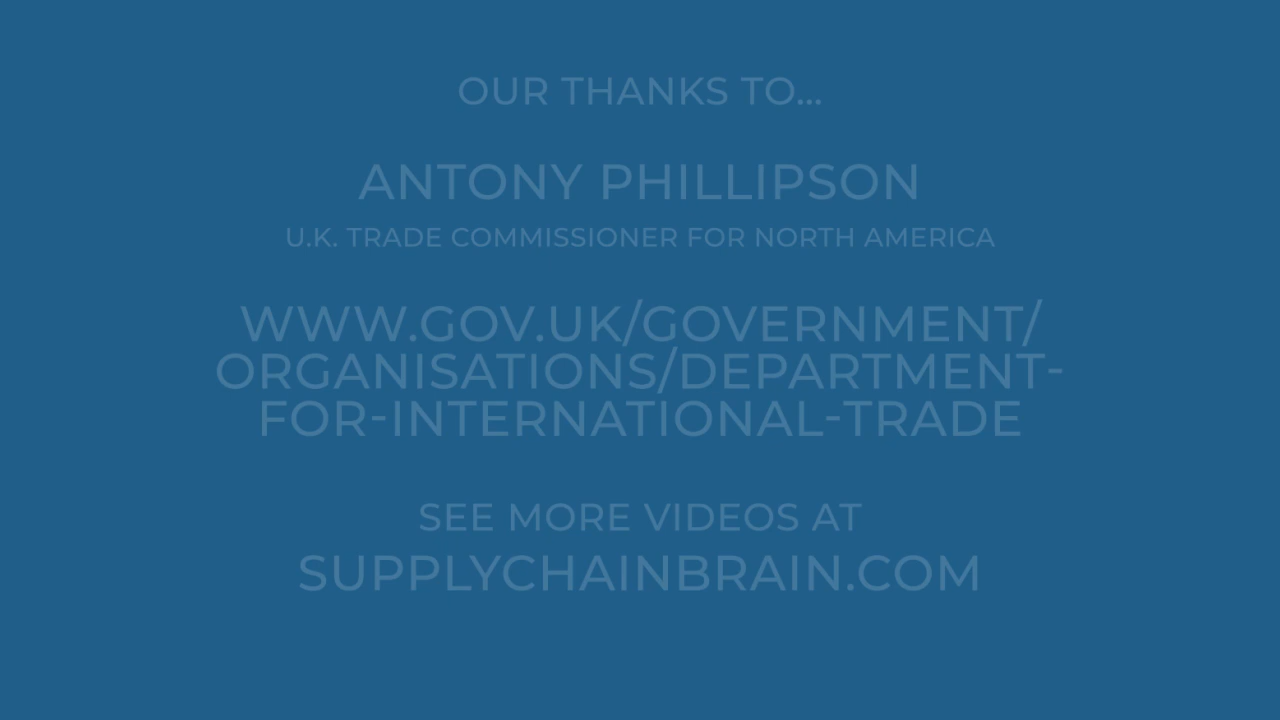 OUR THANKS TO...
ANTONY PHILLIPSON
U.K. TRADE COMMISSIONER FOR NORTH AMERICA
WWW.GOV.UK/GOVERNMENT/
ORGANISATIONS/DEPARTMENT-
FOR-INTERNATIONAL-TRADE
SEE MORE VIDEOS AT
SUPPLYCHAINBRAIN.COM